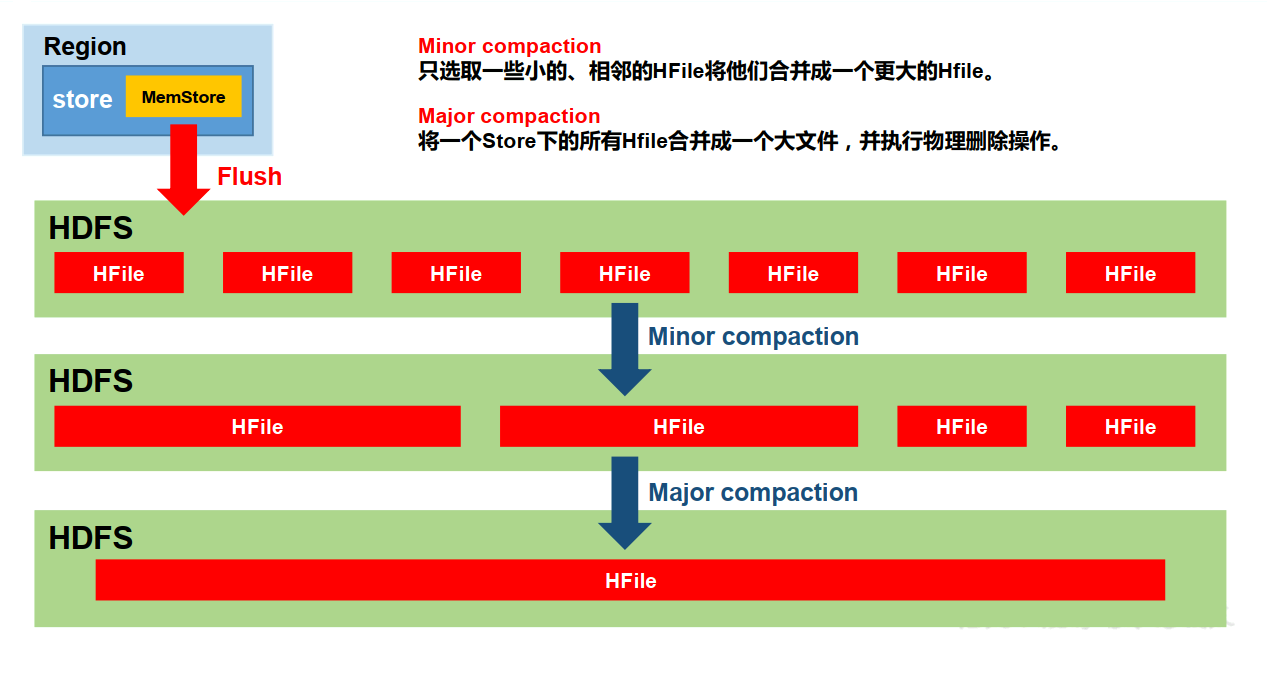 Region
store
MemStore
Flush
Minor compaction
只选取一些小的、相邻的HFile将他们合并成一个更大的Hfile。
Major compaction
将一个Store下的所有Hfile合并成一个大文件，并执行物理删除操作。
HDFS
HFile HFile HFile HFile HFile HFile HFile
Minor compaction
HDFS
HFile HFile HFile HFile
Major compaction
HDFS
HFile